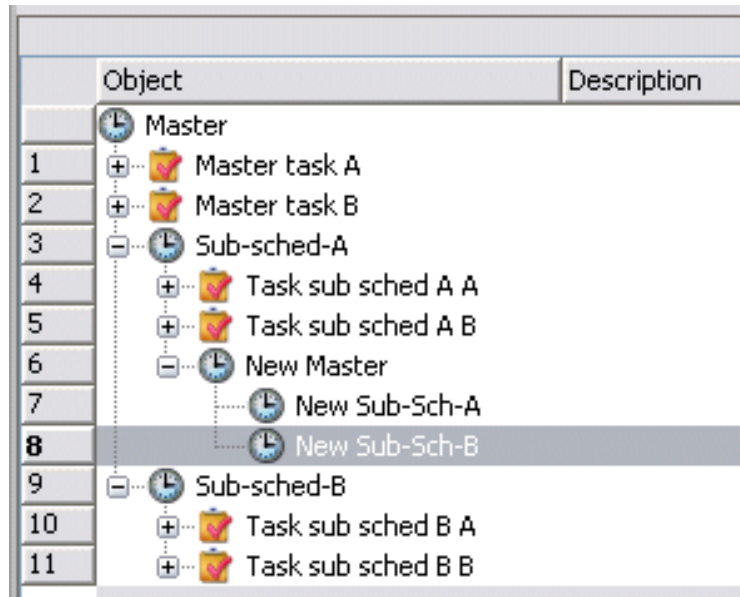 Object Description
Master
1 Master task A
2 Master task B
3 Sub-sched-A
4 Task sub sched A A
5 Task sub sched A B
6 New Master
7 New Sub-Sch-A
8 New Sub-Sch-B
9 Sub-sched-B
10 Task sub sched B A
11 Task sub sched B B